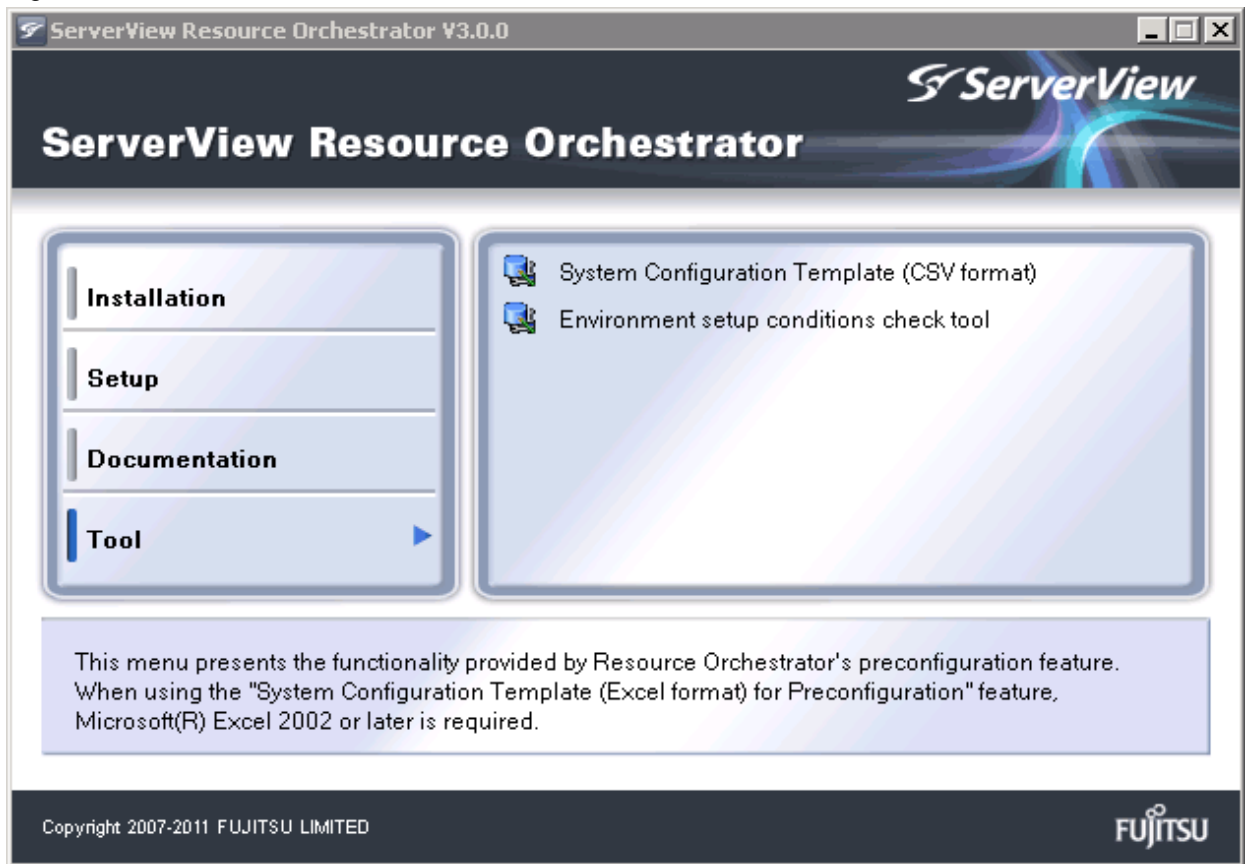 ServerView Resource Orchestrator V3.0.0
ServerView
ServerView Resource Orchestrator
Installation
Setup
Documentation
Tool
System Configuration Template (CSV format)
Environment setup conditions check tool
This menu presents the functionality provided by Resource Orchestrator's preconfiguration feature.
When using the "System Configuration Template (Excel format) for Preconfiguration" feature,
Microsoft(R) Excel 2002 or later is required.
Copyright 2007-2011 FUJITSU LIMITED
FUJITSU